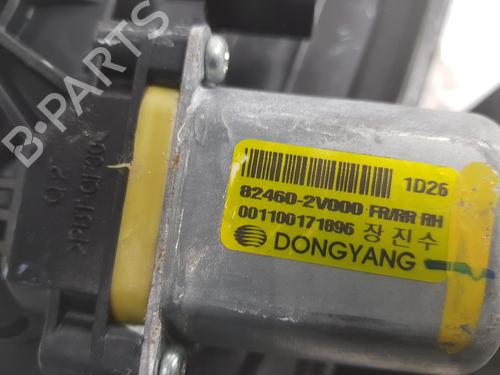 B-PARTS
1D26
82460-2V000 FR/RR RH
001100171896 장진수
DONGYANG